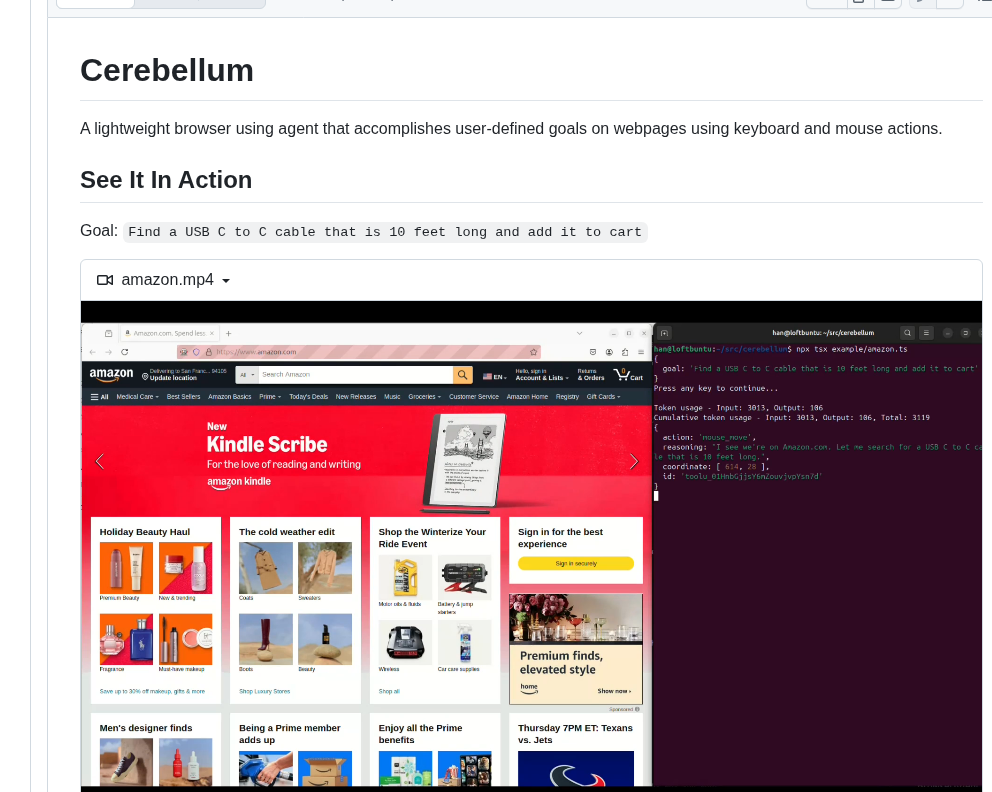 Cerebellum
A lightweight browser using agent that accomplishes user-defined goals on webpages using keyboard and mouse actions.
See It In Action
Goal: Find a USB C to C cable that is 10 feet long and add it to cart
amazon.mp4
Amazon.com. Spend less.
https://www.amazon.com
amazon
Delivering to San Franc... 94105
Update location
All
Search Amazon
EN
Hello, sign in
Account & Lists
Returns
& Orders
0
Cart
All Medical Care Best Sellers Amazon Basics Prime Today's Deals New Releases Music Groceries Customer Service Amazon Home Registry Gift Cards
New
Kindle Scribe
For the love of reading and writing
amazon kindle
Holiday Beauty Haul
Premium Beauty
New & trending
Fragrance
Must-have makeup
Save up to 30% off makeup, gifts & more
The cold weather edit
Coats
Sweaters
Boots
Beauty
Shop Luxury Stores
Shop the Winterize Your
Ride Event
Motor oils & fluids
Battery & jump
starters
Wireless
Car care supplies
Shop all
Sign in for the best
experience
Sign in securely
Premium finds,
elevated style
home
Show now ›
Sponsored
Men's designer finds
Being a Prime member
adds up
Enjoy all the Prime
benefits
Thursday 7PM ET: Texans
vs. Jets
han@loftbuntu: ~/src/cerebellum
han@loftbuntu:~/src/cerebellum$ npx tsx example/amazon.ts
{
goal: 'Find a USB C to C cable that is 10 feet long and add it to cart'
}
Press any key to continue...
Token usage - Input: 3013, Output: 106
Cumulative token usage - Input: 3013, Output: 106, Total: 3119
{
action: 'mouse_move',
reasoning: "I see we're on Amazon.com. Let me search for a USB C to C ca
le that is 10 feet long.",
coordinate: [ 614, 28 ],
id:
}